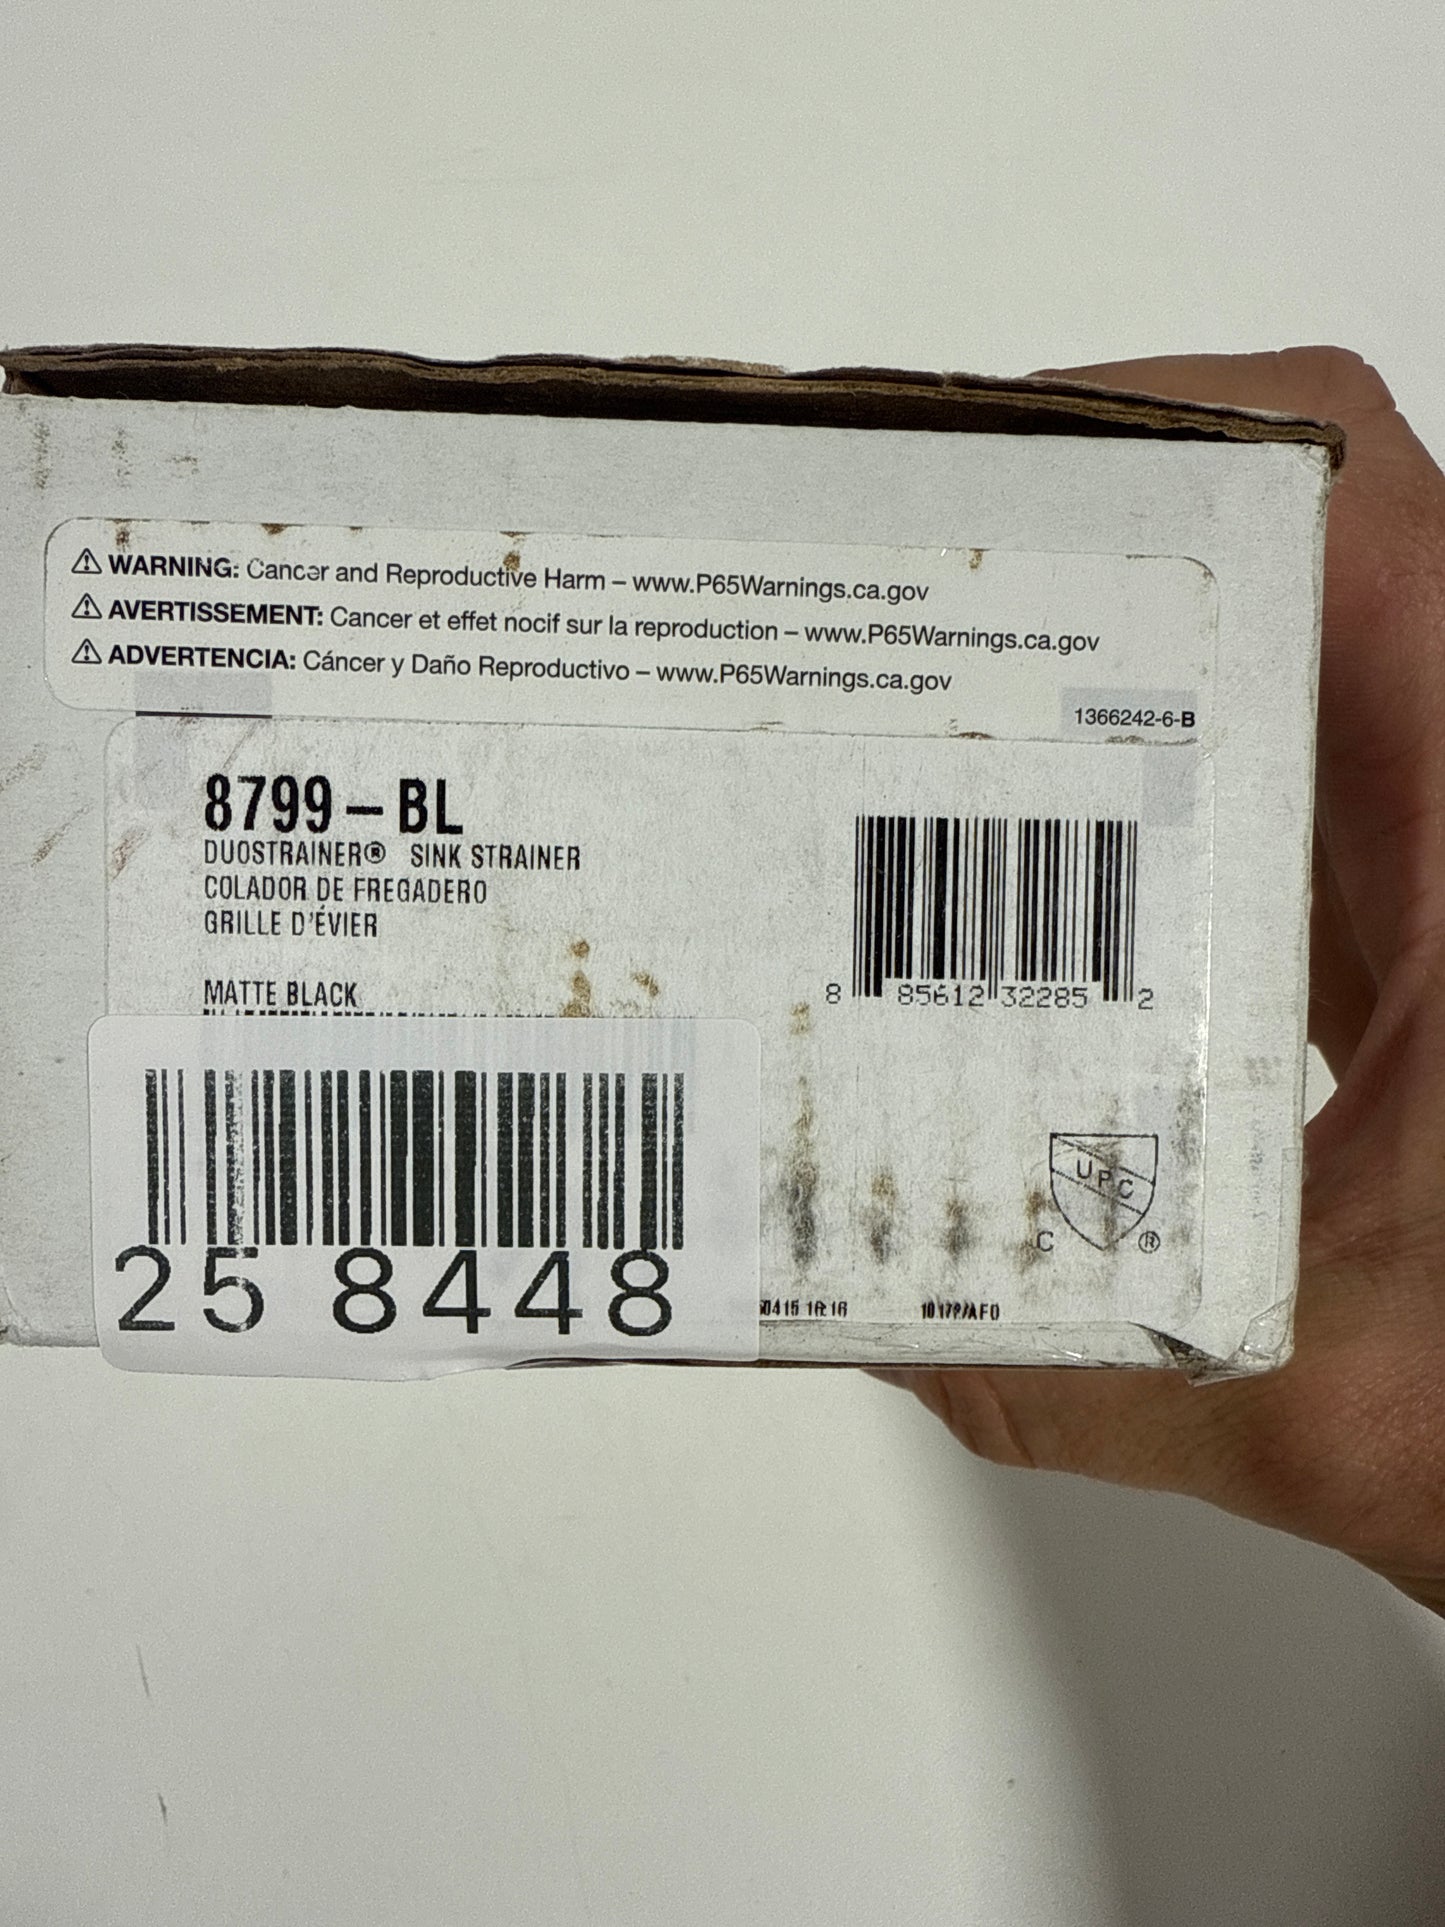 ⚠ WARNING: Cancer and Reproductive Harm – www.P65Warnings.ca.gov
⚠ AVERTISSEMENT: Cancer et effet nocif sur la reproduction – www.P65Warnings.ca.gov
⚠ ADVERTENCIA: Cáncer y Daño Reproductivo – www.P65Warnings.ca.gov
1366242-6-B
8799-BL
DUOSTRAINER® SINK STRAINER
COLADOR DE FREGADERO
GRILLE D'ÉVIER
MATTE BLACK
8 85612 32285 2
25 8448
UPC
C ®